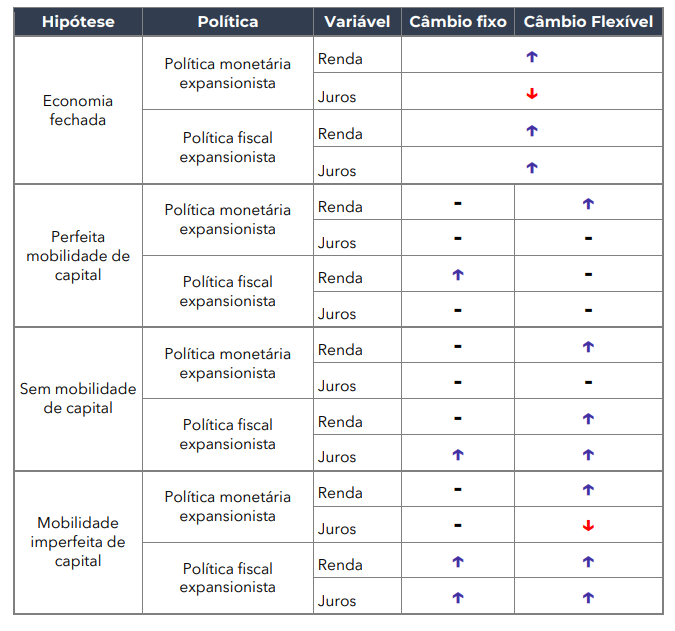 Hipótese Política Variável Câmbio fixo Câmbio Flexível
Economia
fechada
Política monetária
expansionista
Renda ↑
Juros ↓
Política fiscal
expansionista
Renda ↑
Juros ↑
Perfeita
mobilidade de
capital
Política monetária
expansionista
Renda - ↑
Juros - -
Política fiscal
expansionista
Renda ↑ -
Juros - -
Sem mobilidade
de capital
Política monetária
expansionista
Renda - ↑
Juros - -
Política fiscal
expansionista
Renda - ↑
Juros ↑ ↑
Mobilidade
imperfeita de
capital
Política monetária
expansionista
Renda - ↑
Juros - ↓
Política fiscal
expansionista
Renda ↑ ↑
Juros ↑ ↑